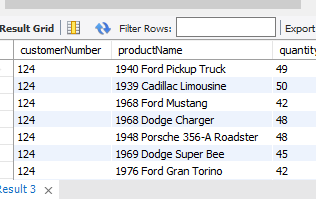 Result Grid Filter Rows: Export
customerNumber productName quantity
124 1940 Ford Pickup Truck 49
124 1939 Cadillac Limousine 50
124 1968 Ford Mustang 42
124 1968 Dodge Charger 48
124 1948 Porsche 356-A Roadster 48
124 1969 Dodge Super Bee 45
124 1976 Ford Gran Torino 42
Result 3 ×